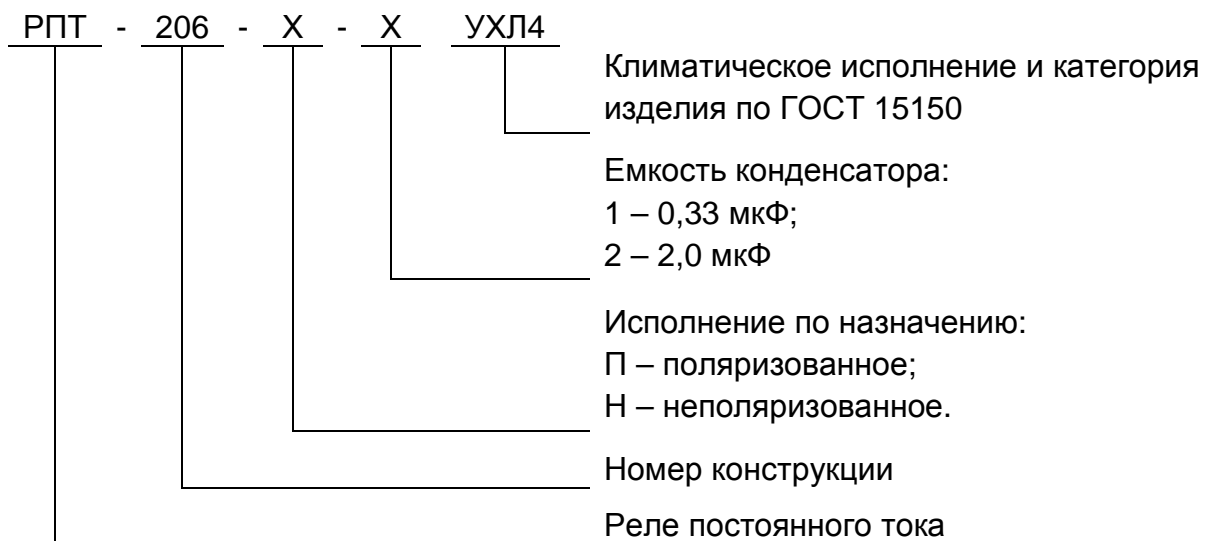 РПТ - 206 - Х - Х УХЛ4
Климатическое исполнение и категория
изделия по ГОСТ 15150
Емкость конденсатора:
1 – 0,33 мкФ;
2 – 2,0 мкФ
Исполнение по назначению:
П – поляризованное;
Н – неполяризованное.
Номер конструкции
Реле постоянного тока